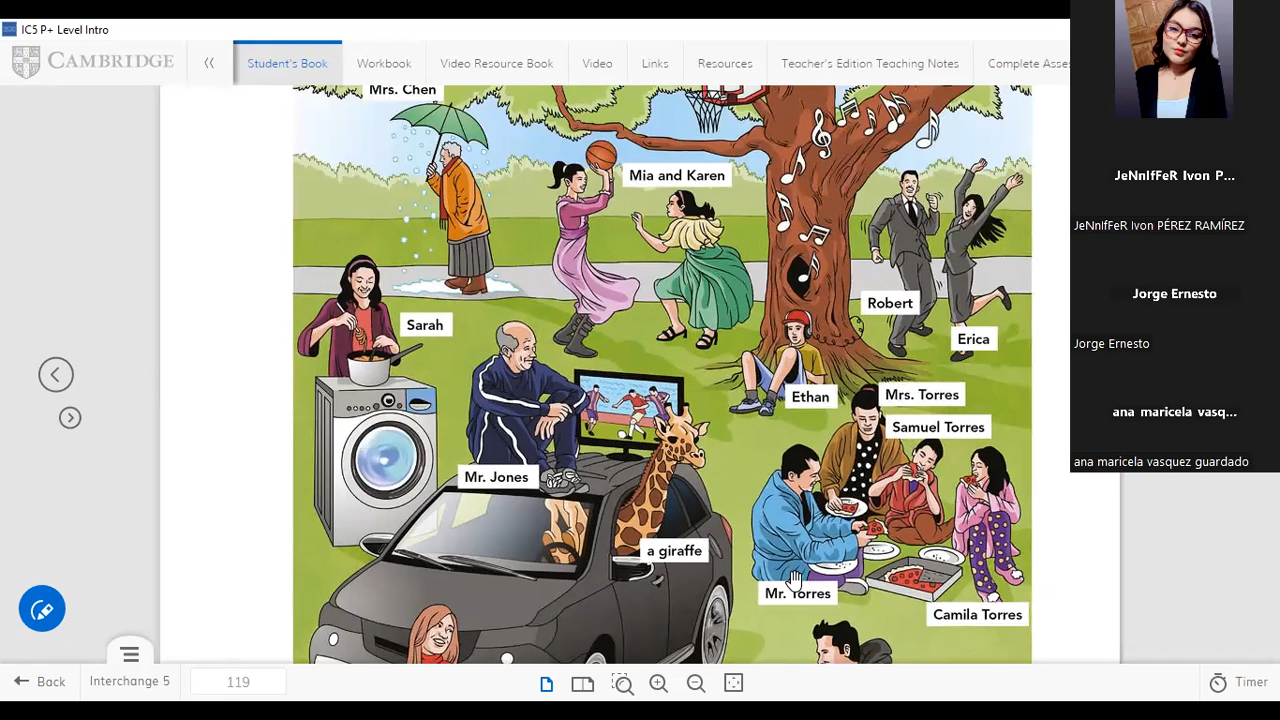 IC5 P+ Level Intro
CAMBRIDGE
Student's Book
Workbook
Video Resource Book
Video
Links
Resources
Teacher's Edition Teaching Notes
Complete Asse
Mrs. Chen
Mia and Karen
Robert
Sarah
Erica
Ethan
Mrs. Torres
Samuel Torres
Mr. Jones
a giraffe
Mr. Torres
Camila Torres
JeNnIfFeR Ivon P...
JeNnIfFeR Ivon PÉREZ RAMÍREZ
Jorge Ernesto
Jorge Ernesto
ana maricela vasq...
ana maricela vasquez guardado
Back
Interchange 5
119
Timer